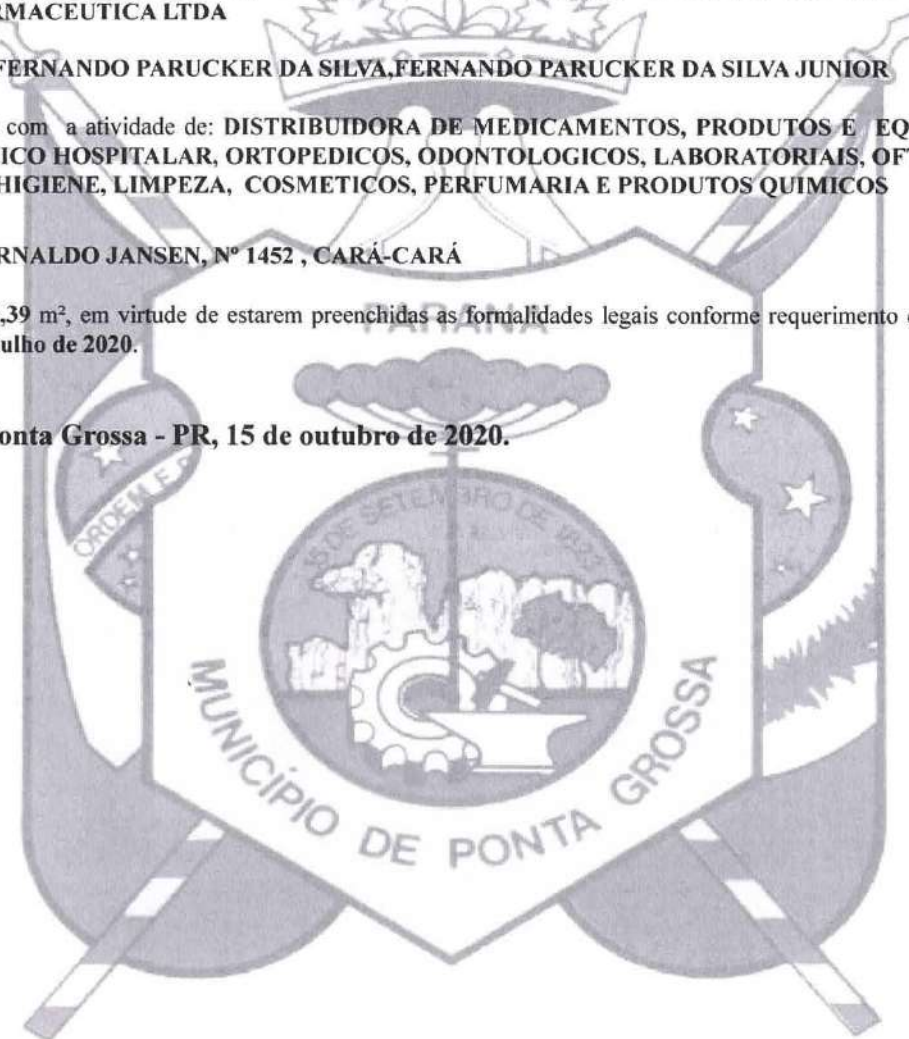 RMACEUTICA LTDA
FERNANDO PARUCKER DA SILVA,FERNANDO PARUCKER DA SILVA JUNIOR
com a atividade de: DISTRIBUIDORA DE MEDICAMENTOS, PRODUTOS E EQ
ICO HOSPITALAR, ORTOPEDICOS, ODONTOLOGICOS, LABORATORIAIS, OFT
HIGIENE, LIMPEZA, COSMETICOS, PERFUMARIA E PRODUTOS QUIMICOS
RNALDO JANSEN, Nº 1452 , CARÁ-CARÁ
,39 m², em virtude de estarem preenchidas as formalidades legais conforme requerimento
ulho de 2020.
onta Grossa - PR, 15 de outubro de 2020.
PARANÁ
ORDEM E P
15 DE SETEMBRO DE 1823
MUNICÍPIO DE PONTA GROSSA